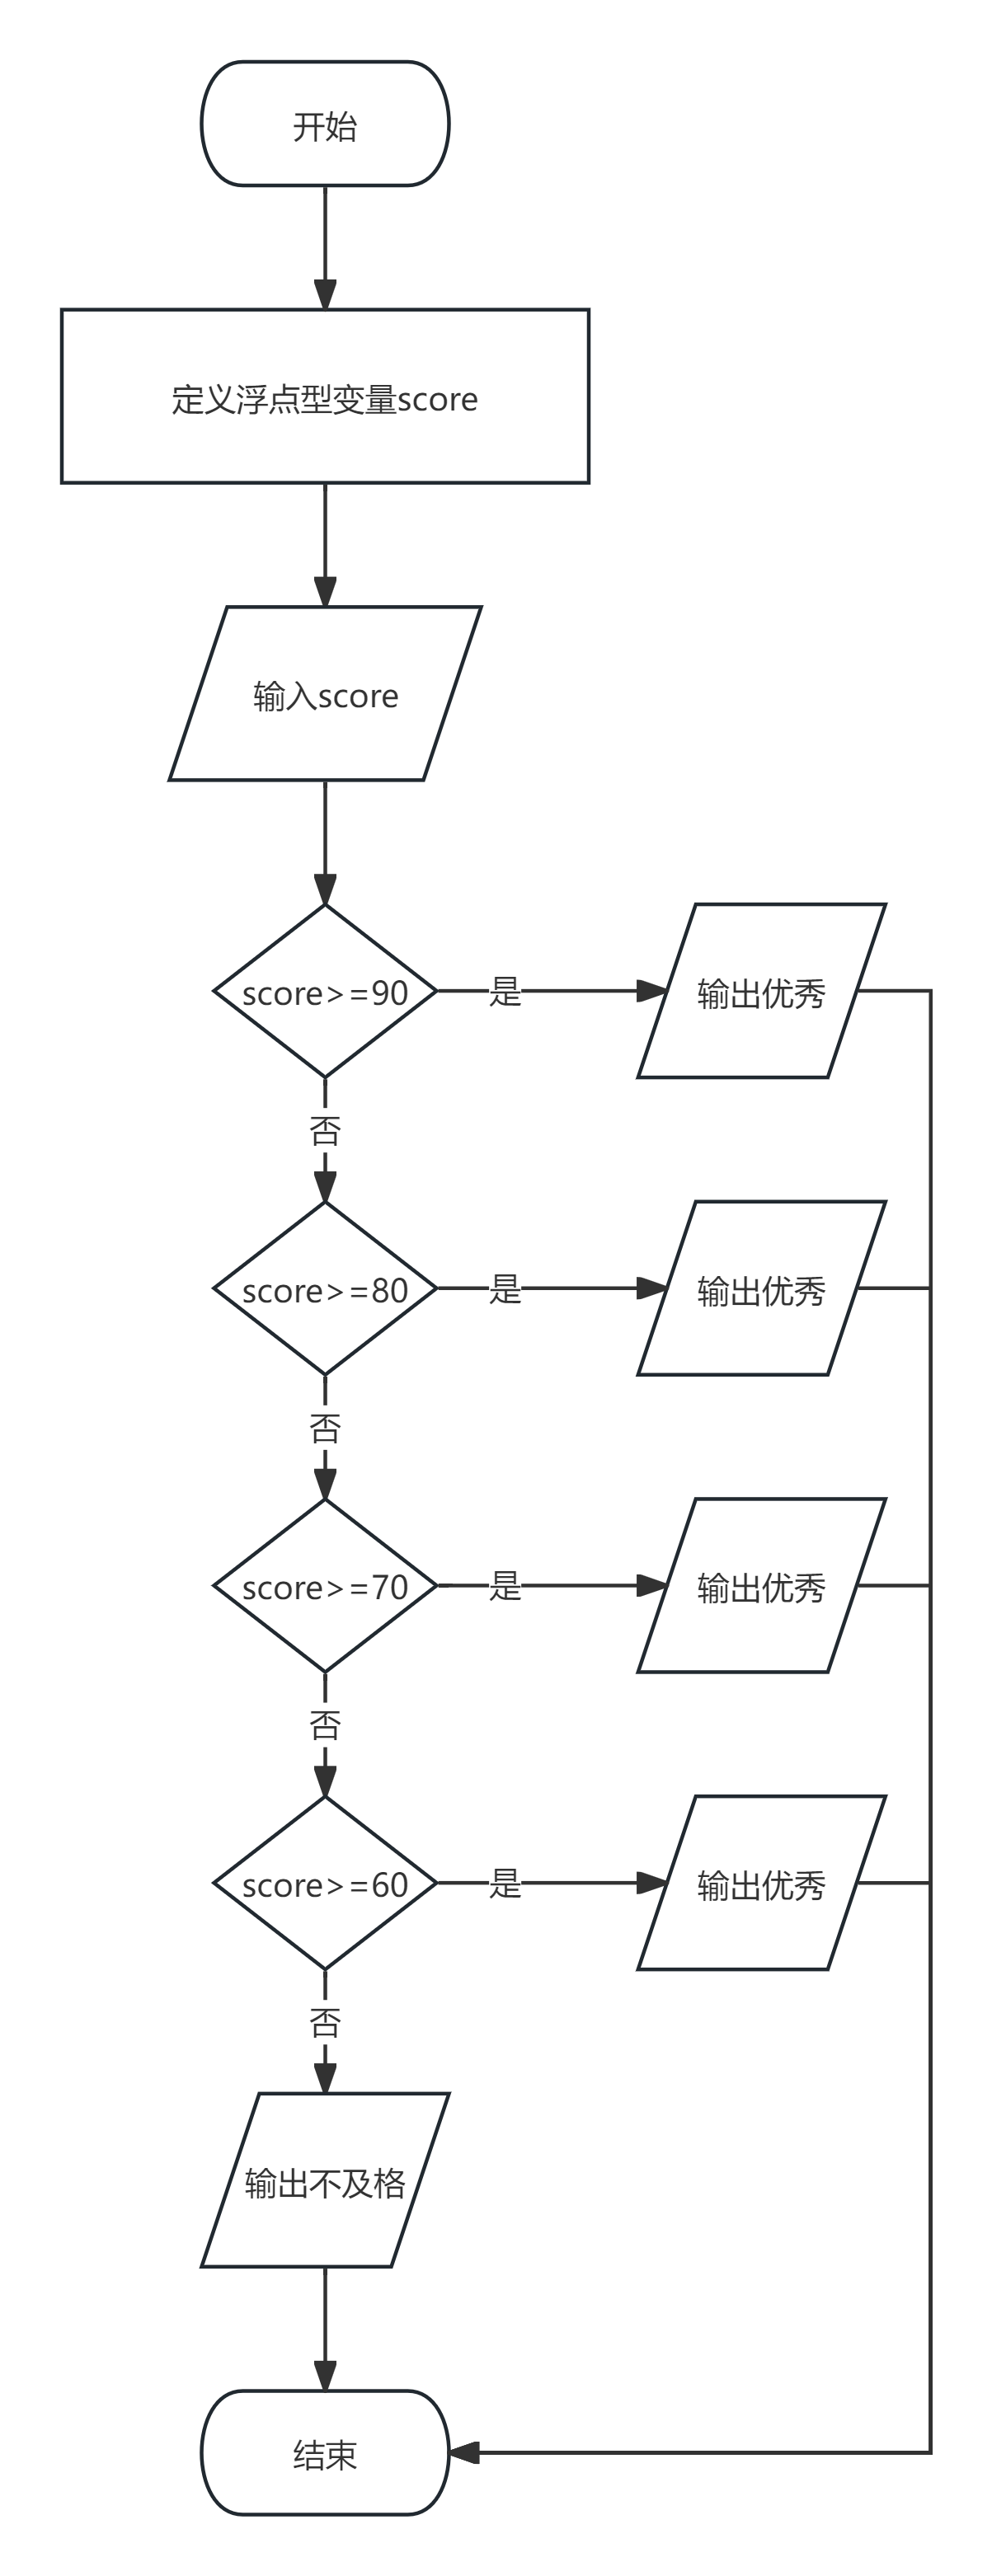 开始
定义浮点型变量score
输入score
score>=90
是
输出优秀
否
score>=80
是
输出优秀
否
score>=70
是
输出优秀
否
score>=60
是
输出优秀
否
输出不及格
结束